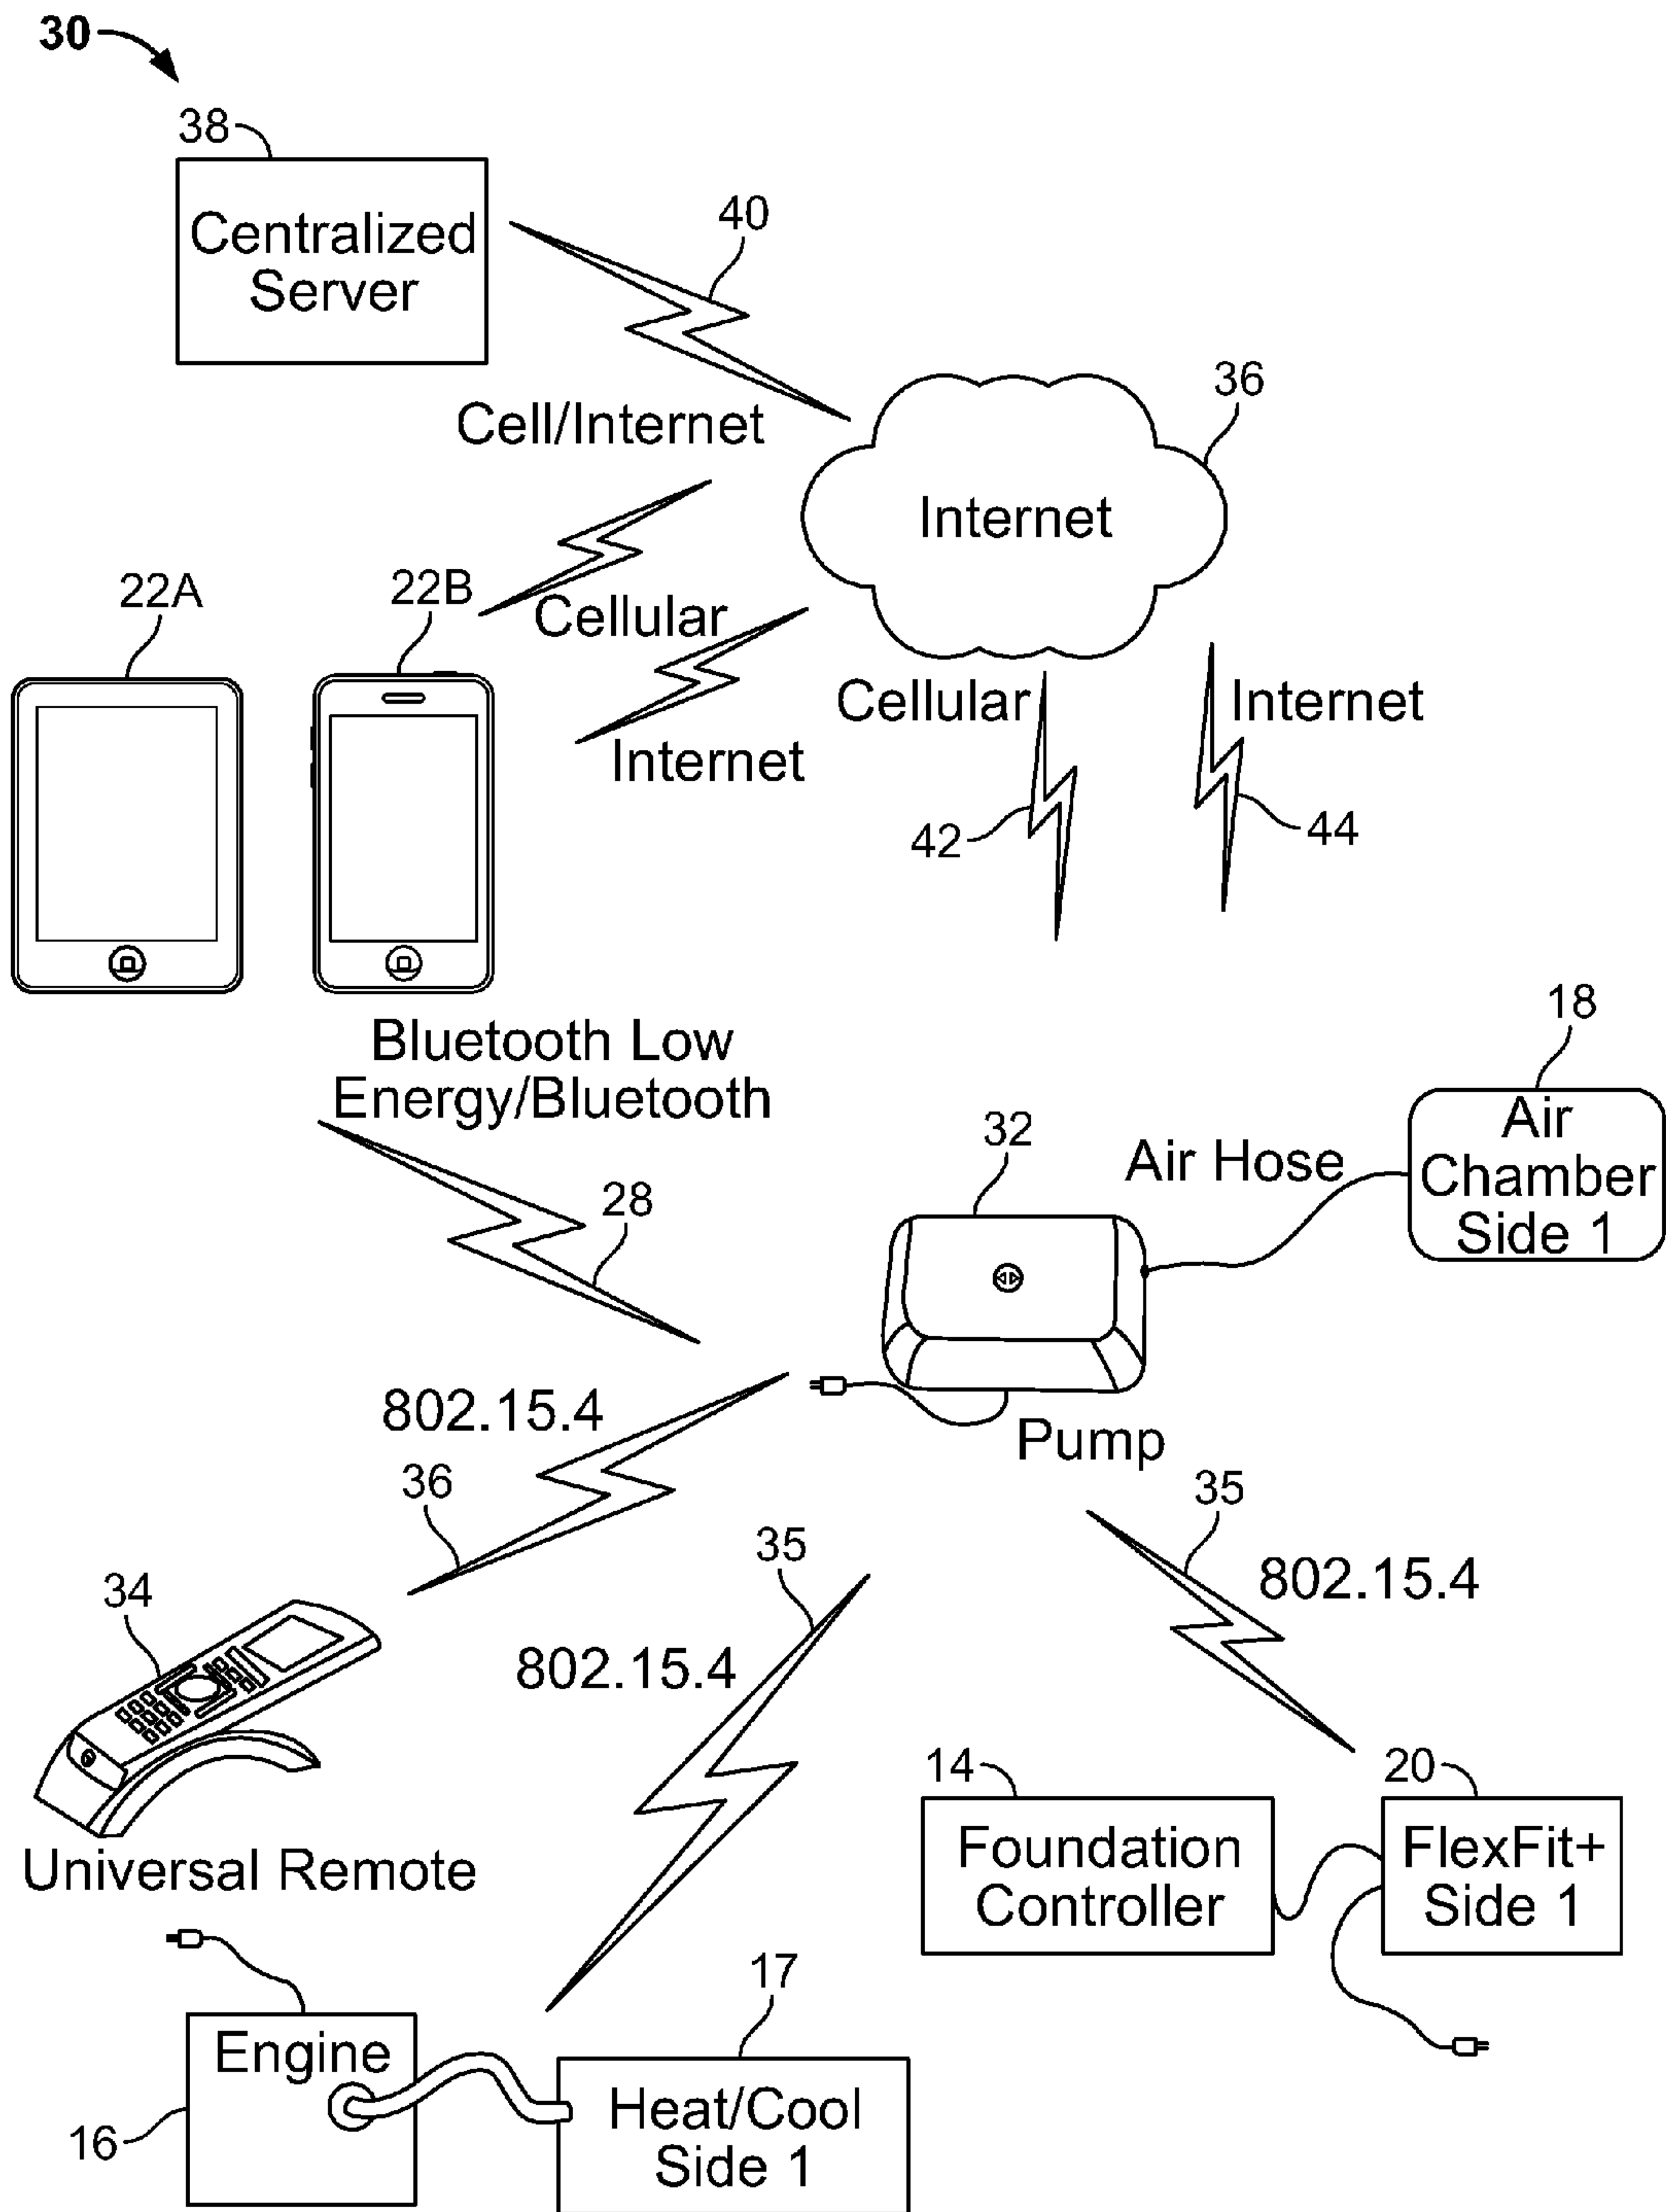 30
38
Centralized
Server
40
Cell/Internet
36
Internet
22A
22B
Cellular
Internet
Cellular
Internet
42
44
Bluetooth Low
Energy/Bluetooth
28
18
Air
Chamber
Side 1
32
Air Hose
Pump
802.15.4
36
35
802.15.4
35
802.15.4
34
Universal Remote
14
Foundation
Controller
20
FlexFit+
Side 1
Engine
16
17
Heat/Cool
Side 1